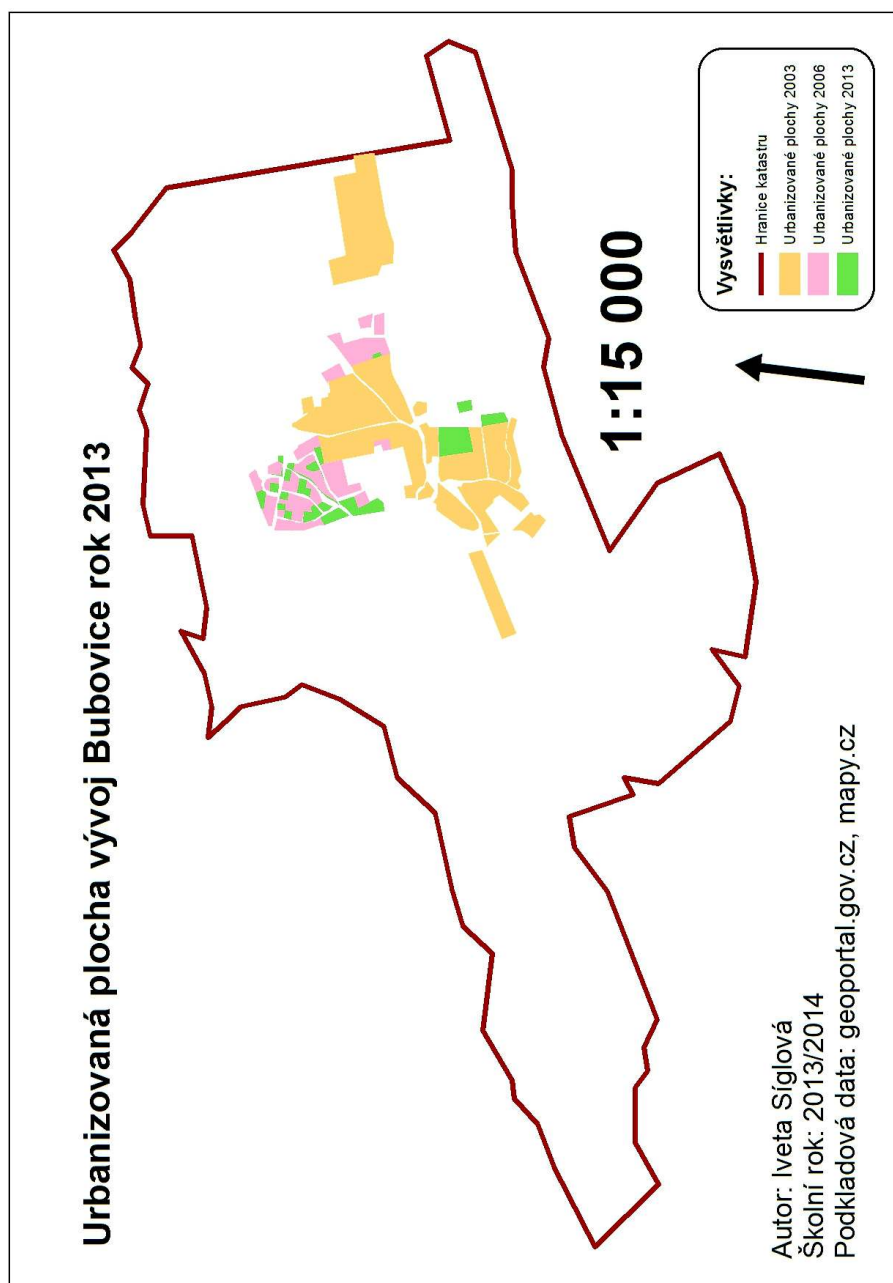 Urbanizovaná plocha vývoj Bubovice rok 2013
1:15 000
Vysvětlivky:
Hranice katastru
Urbanizované plochy 2003
Urbanizované plochy 2006
Urbanizované plochy 2013
Autor: Iveta Síglová
Školní rok: 2013/2014
Podkladová data: geoportal.gov.cz, mapy.cz